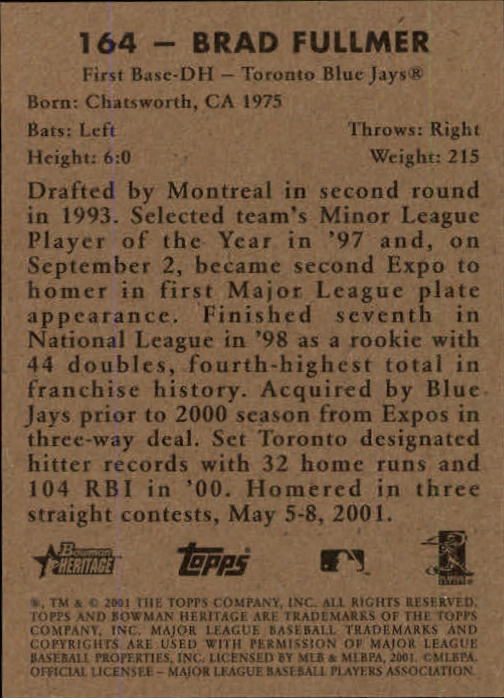 164 – BRAD FULLMER
First Base-DH – Toronto Blue Jays®
Born: Chatsworth, CA 1975
Bats: Left Throws: Right
Height: 6:0 Weight: 215
Drafted by Montreal in second round
in 1993. Selected team's Minor League
Player of the Year in '97 and, on
September 2, became second Expo to
homer in first Major League plate
appearance. Finished seventh in
National League in '98 as a rookie with
44 doubles, fourth-highest total in
franchise history. Acquired by Blue
Jays prior to 2000 season from Expos in
three-way deal. Set Toronto designated
hitter records with 32 home runs and
104 RBI in '00. Homered in three
straight contests, May 5-8, 2001.
Bowman
HERITAGE topps
®, TM & © 2001 THE TOPPS COMPANY, INC. ALL RIGHTS RESERVED.
TOPPS AND BOWMAN HERITAGE ARE TRADEMARKS OF THE TOPPS
COMPANY, INC. MAJOR LEAGUE BASEBALL TRADEMARKS AND
COPYRIGHTS ARE USED WITH PERMISSION OF MAJOR LEAGUE
BASEBALL PROPERTIES, INC. LICENSED BY MLB & MLBPA, 2001. ©MLBPA.
OFFICIAL LICENSEE – MAJOR LEAGUE BASEBALL PLAYERS ASSOCIATION.